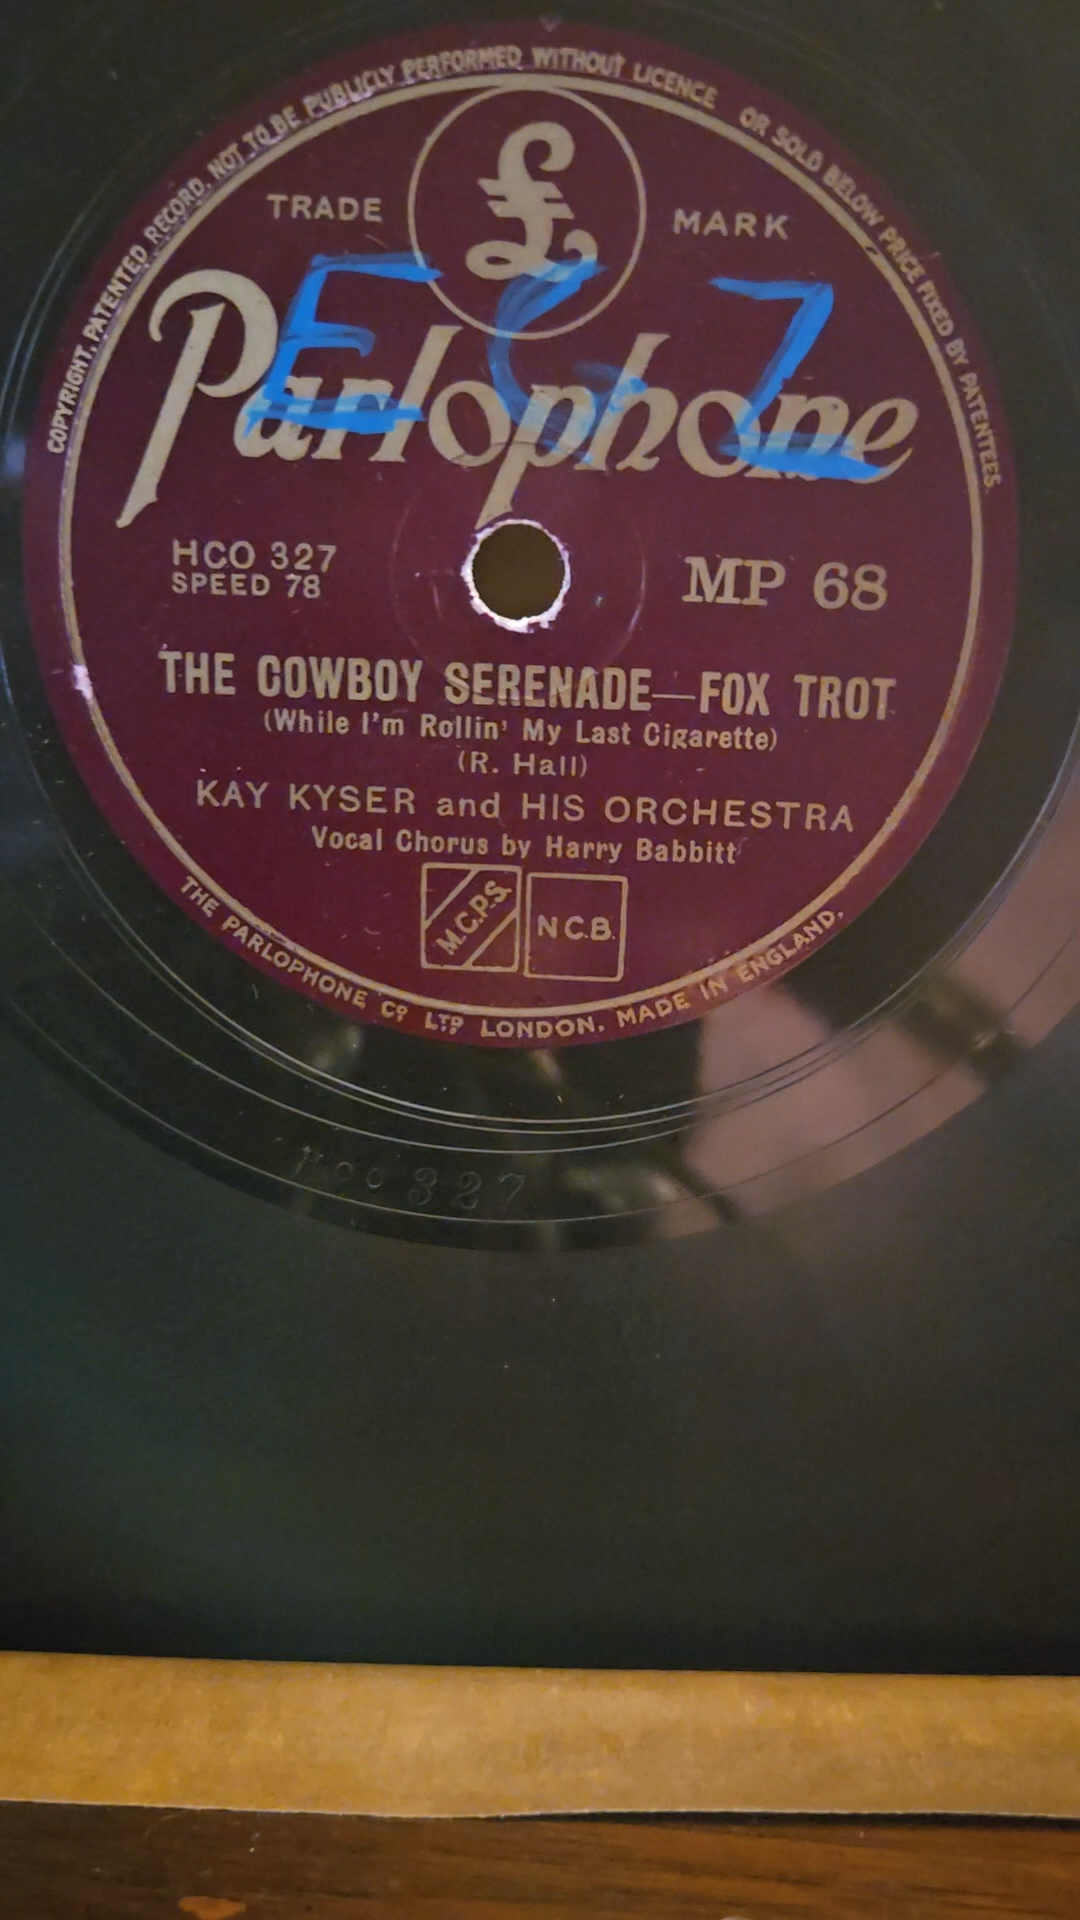 COPYRIGHT, PATENTED RECORD, NOT TO BE PUBLICLY PERFORMED WITHOUT LICENCE OR SOLD BELOW PRICE FIXED BY PATENTEES.
£
TRADE MARK
Parlophone
HCO 327
SPEED 78
MP 68
THE COWBOY SERENADE—FOX TROT
(While I'm Rollin' My Last Cigarette)
(R. Hall)
KAY KYSER and HIS ORCHESTRA
Vocal Chorus by Harry Babbitt
M.C.P.S. N.C.B.
THE PARLOPHONE CO LTD LONDON. MADE IN ENGLAND.
HCO 327